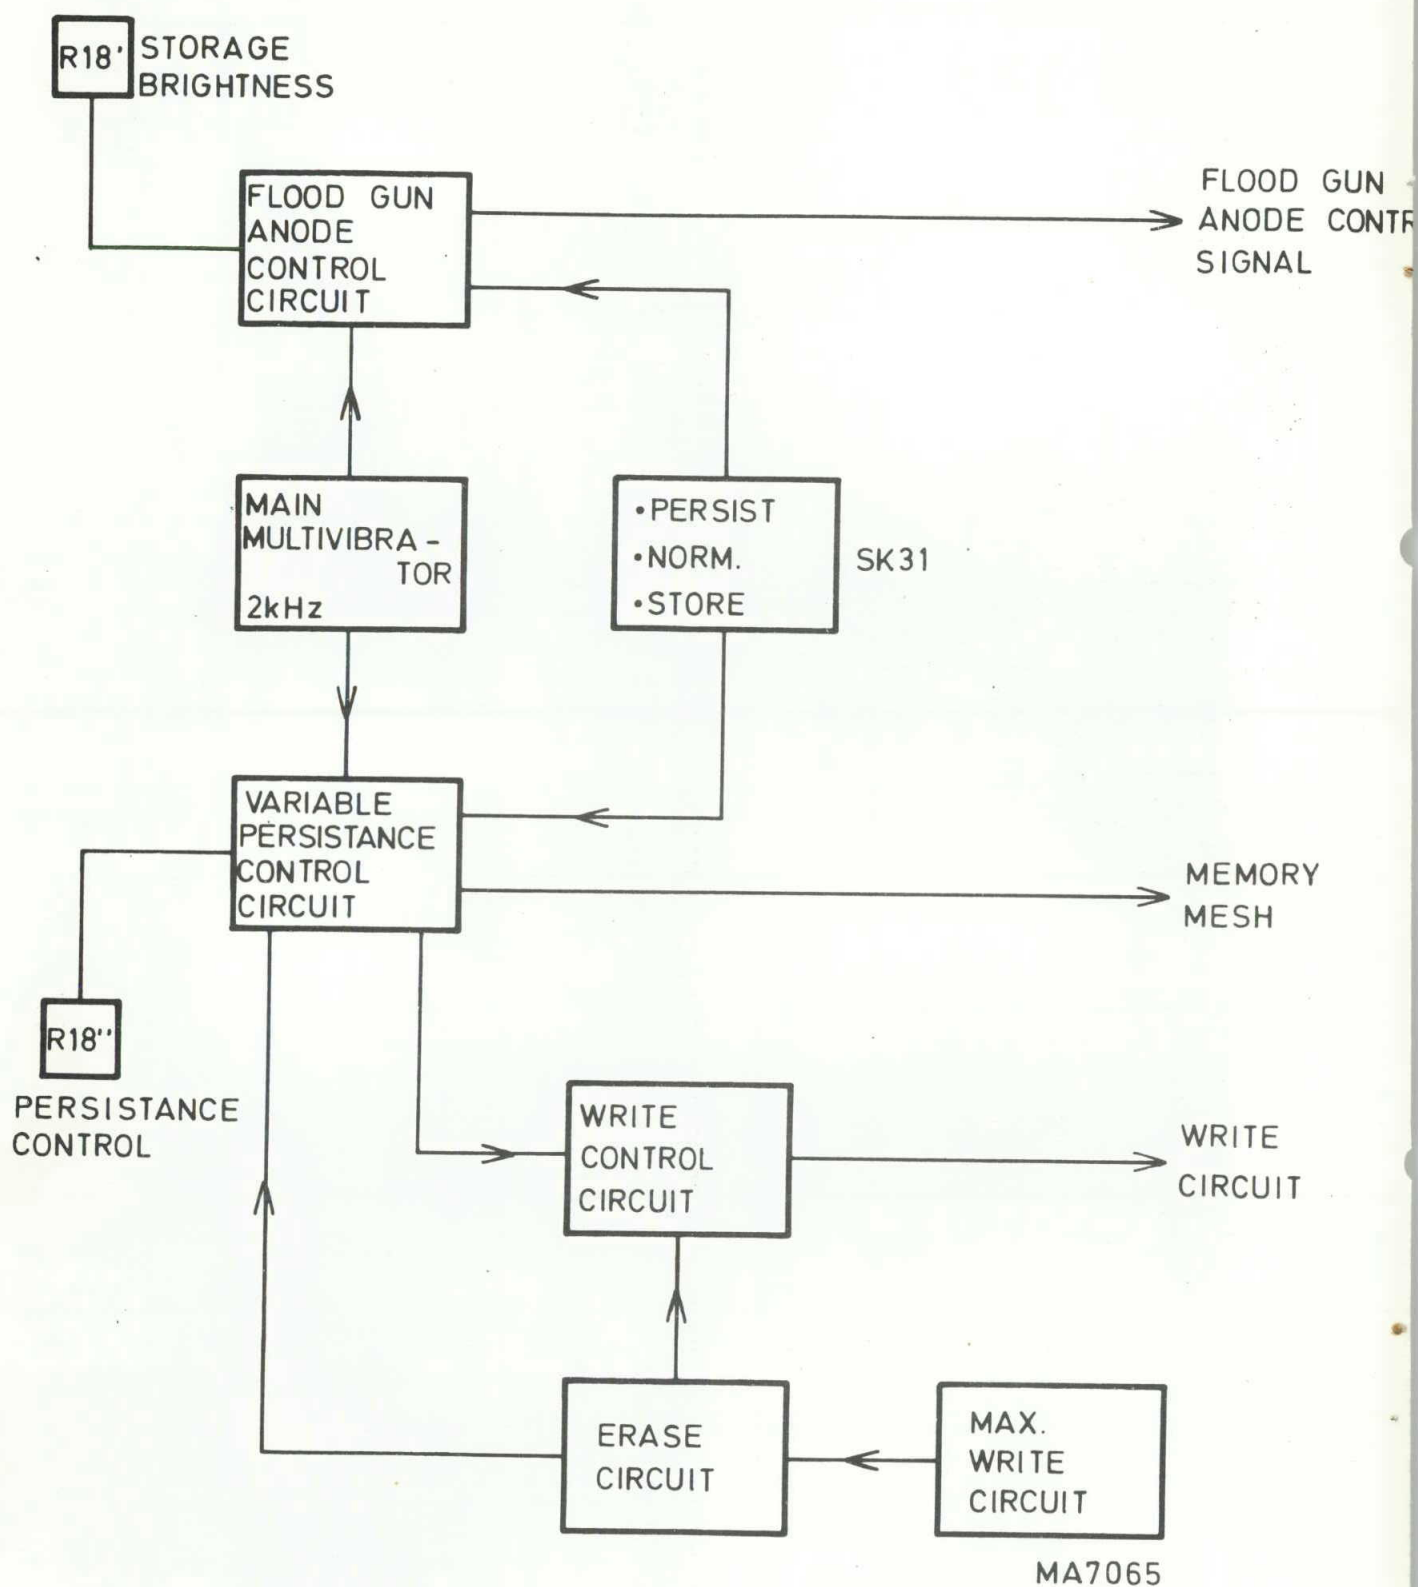 R18'
STORAGE
BRIGHTNESS
FLOOD GUN
ANODE
CONTROL
CIRCUIT
FLOOD GUN
ANODE CONTR
SIGNAL
MAIN
MULTIVIBRA-
TOR
2kHz
•PERSIST
•NORM.
•STORE
SK31
VARIABLE
PERSISTANCE
CONTROL
CIRCUIT
MEMORY
MESH
R18''
PERSISTANCE
CONTROL
WRITE
CONTROL
CIRCUIT
WRITE
CIRCUIT
ERASE
CIRCUIT
MAX.
WRITE
CIRCUIT
MA7065